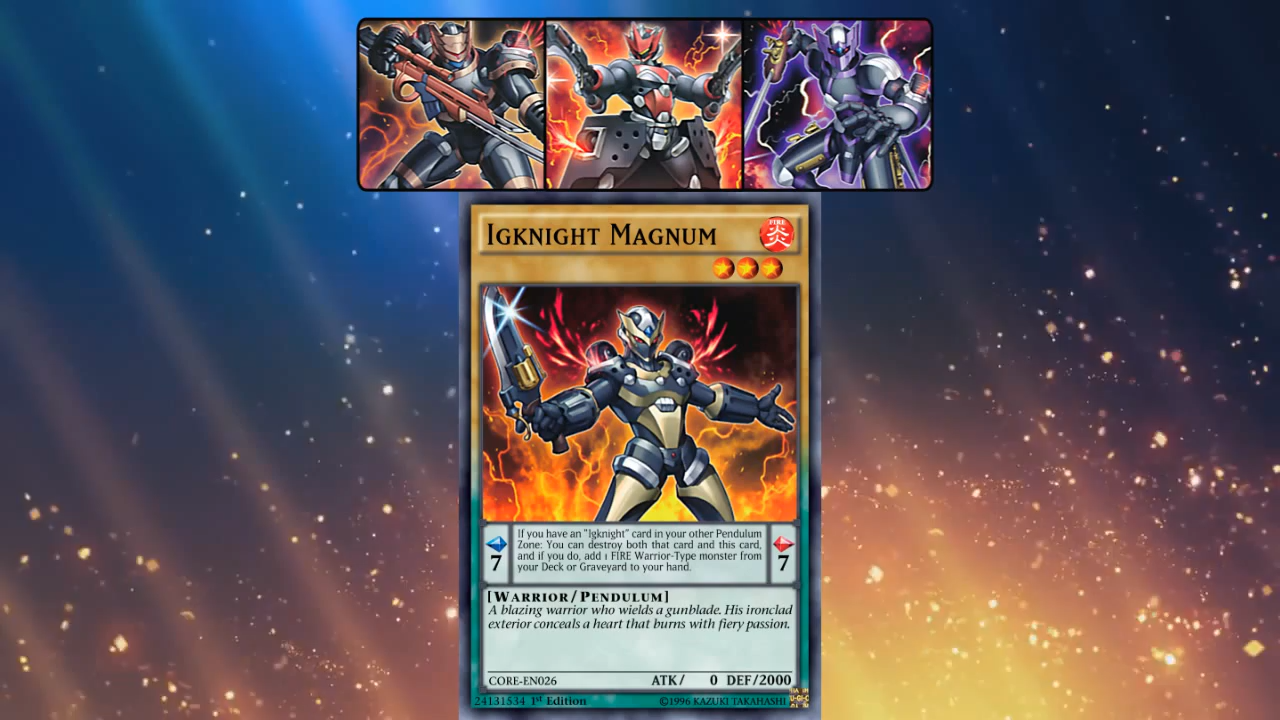 Igknight Magnum
FIRE
炎
If you have an "Igknight" card in your other Pendulum
Zone: You can destroy both that card and this card,
and if you do, add 1 FIRE Warrior-Type monster from
your Deck or Graveyard to your hand.
7
7
[Warrior/Pendulum]
A blazing warrior who wields a gunblade. His ironclad
exterior conceals a heart that burns with fiery passion.
CORE-EN026
ATK/ 0 DEF/2000
24131534 1st Edition
©1996 KAZUKI TAKAHASHI